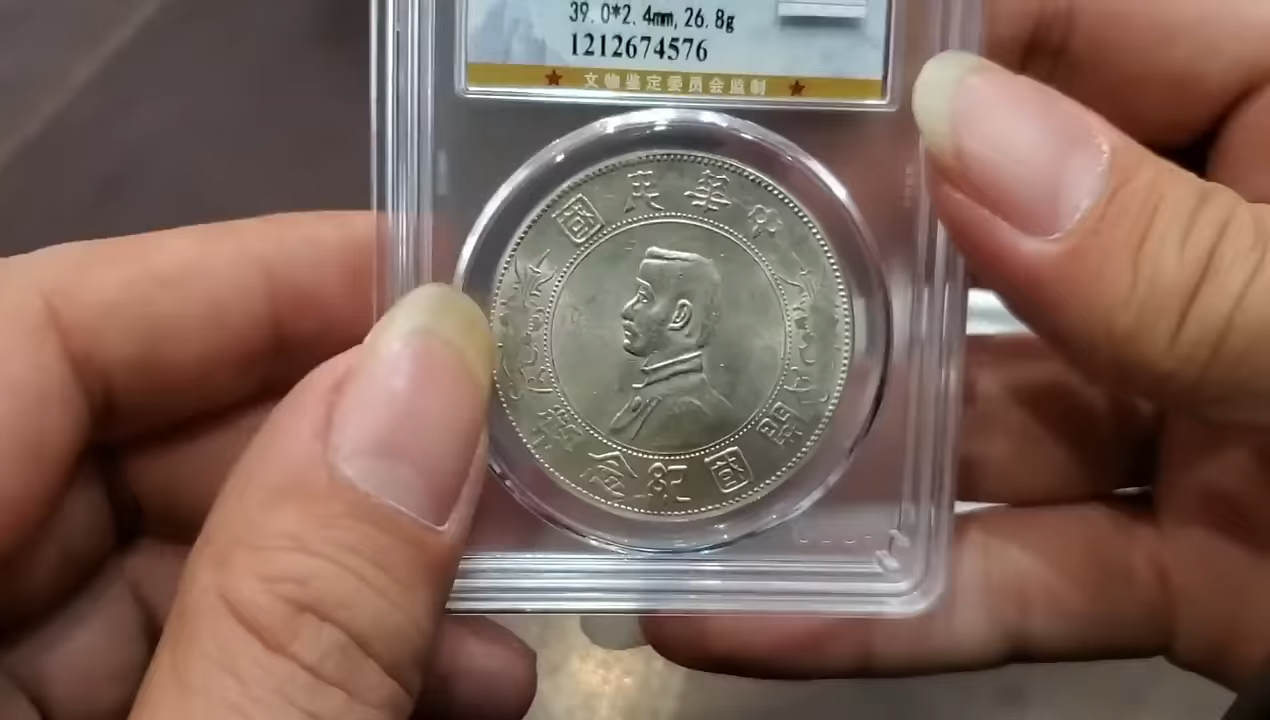 39.0*2.4mm,26.8g
1212674576
★ 文物鉴定委员会监制 ★
中華民國
開國紀念幣